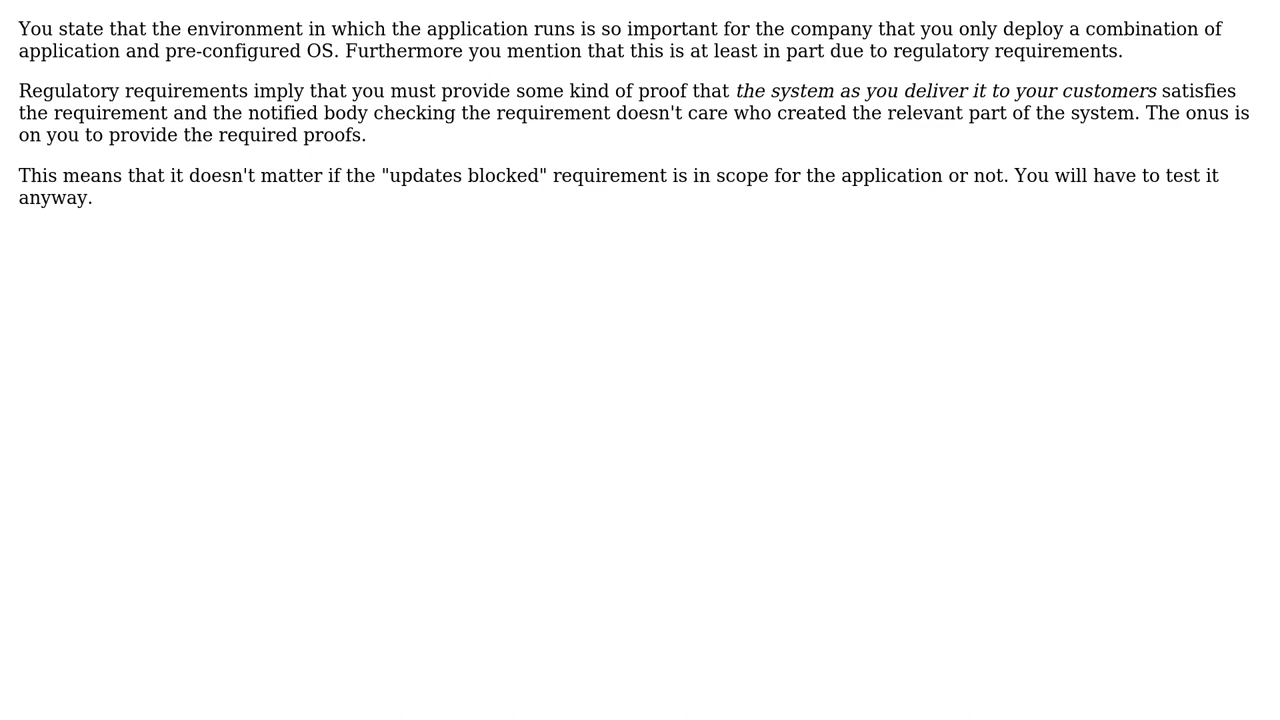 You state that the environment in which the application runs is so important for the company that you only deploy a combination of
application and pre-configured OS. Furthermore you mention that this is at least in part due to regulatory requirements.
Regulatory requirements imply that you must provide some kind of proof that the system as you deliver it to your customers satisfies
the requirement and the notified body checking the requirement doesn't care who created the relevant part of the system. The onus is
on you to provide the required proofs.
This means that it doesn't matter if the "updates blocked" requirement is in scope for the application or not. You will have to test it
anyway.